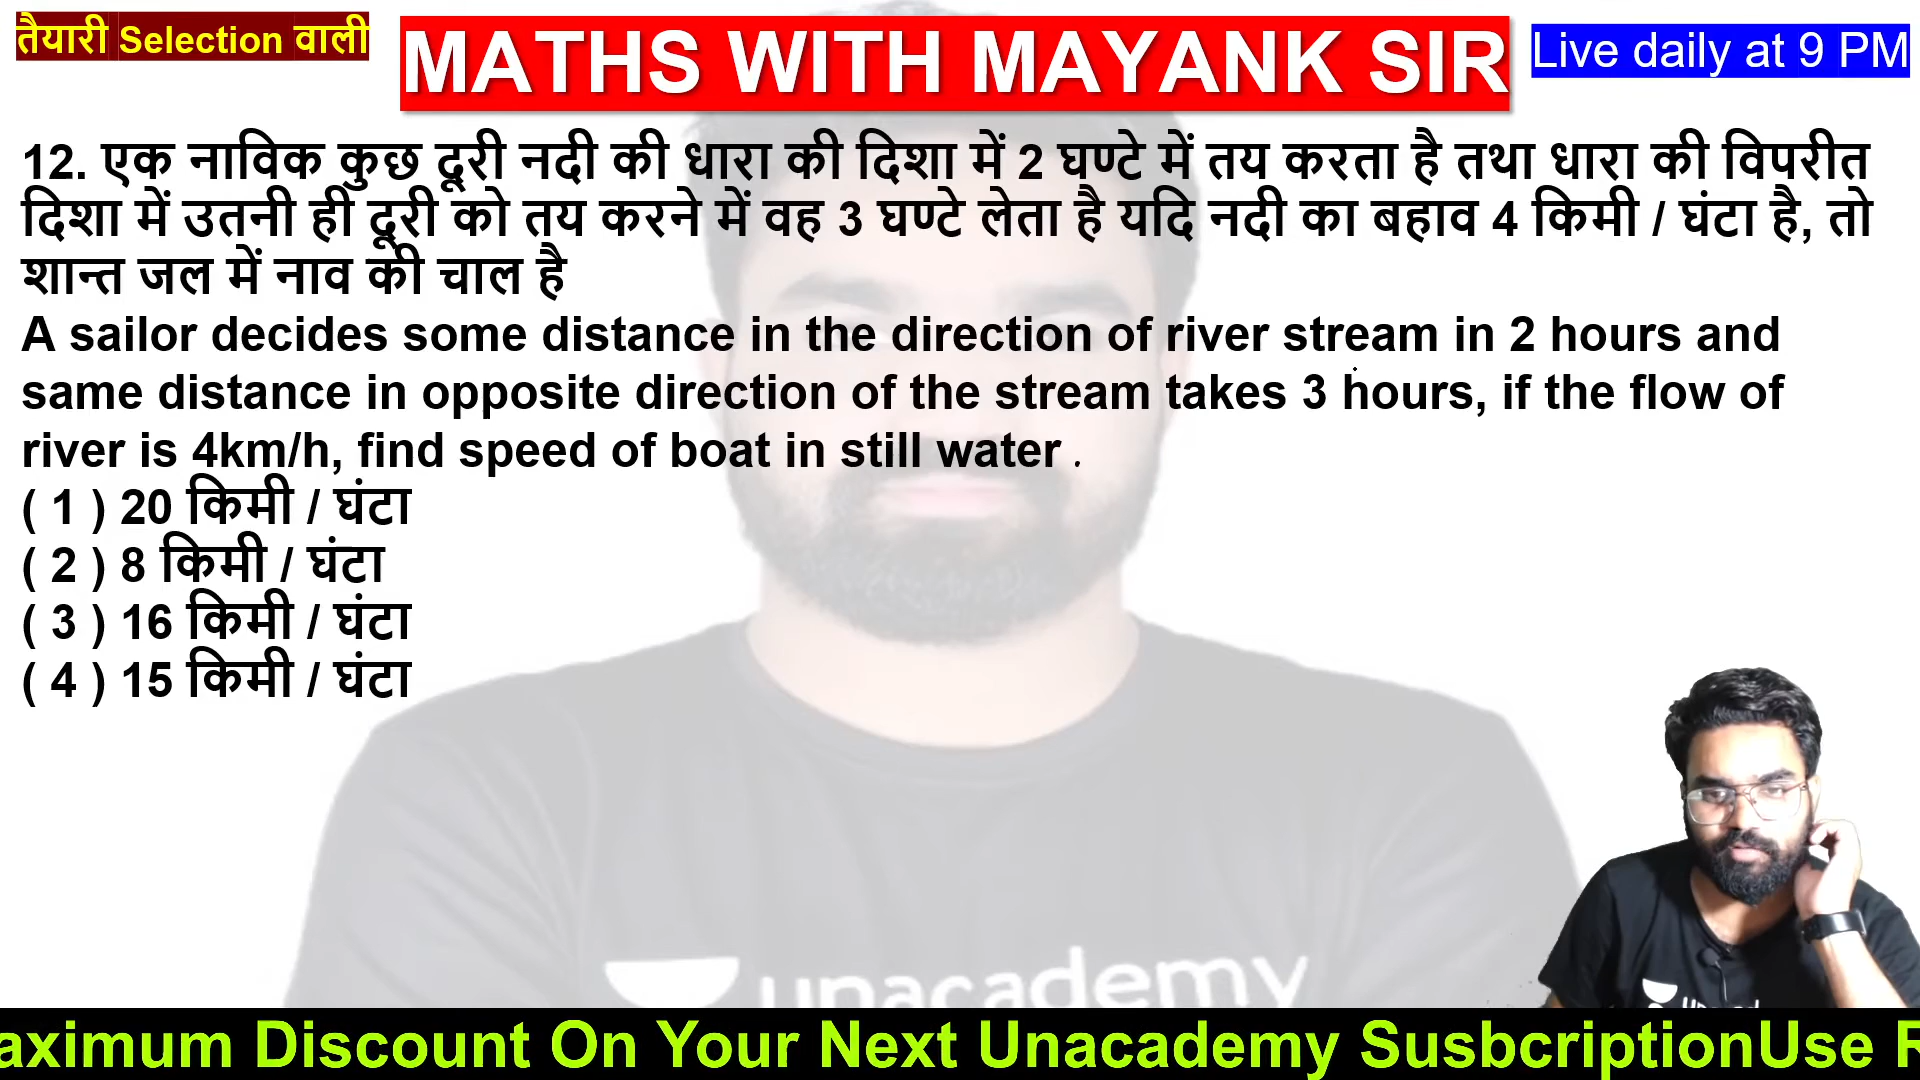 तैयारी Selection वाली
MATHS WITH MAYANK SIR
Live daily at 9 PM
12. एक नाविक कुछ दूरी नदी की धारा की दिशा में 2 घण्टे में तय करता है तथा धारा की विपरीत
दिशा में उतनी ही दूरी को तय करने में वह 3 घण्टे लेता है यदि नदी का बहाव 4 किमी / घंटा है, तो
शान्त जल में नाव की चाल है
A sailor decides some distance in the direction of river stream in 2 hours and
same distance in opposite direction of the stream takes 3 hours, if the flow of
river is 4km/h, find speed of boat in still water .
( 1 ) 20 किमी / घंटा
( 2 ) 8 किमी / घंटा
( 3 ) 16 किमी / घंटा
( 4 ) 15 किमी / घंटा
unacademy
aximum Discount On Your Next Unacademy SusbcriptionUse